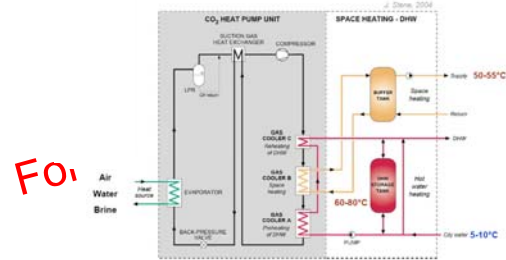 J. Stene, 2004
CO₂ HEAT PUMP UNIT
SPACE HEATING - DHW
SUCTION GAS
HEAT EXCHANGER
COMPRESSOR
LPR
Oil return
BUFFER
TANK
Supply
50-55°C
Space
heating
Return
GAS
COOLER C
Reheating
of DHW
DHW
For
Air
Water
Brine
Heat
source
EVAPORATOR
GAS
COOLER B
Space
heating
60-80°C
DHW
STORAGE
TANK
Hot
water
heating
GAS
COOLER A
Preheating
of DHW
BACK-PRESSURE
VALVE
PUMP
City water
5-10°C